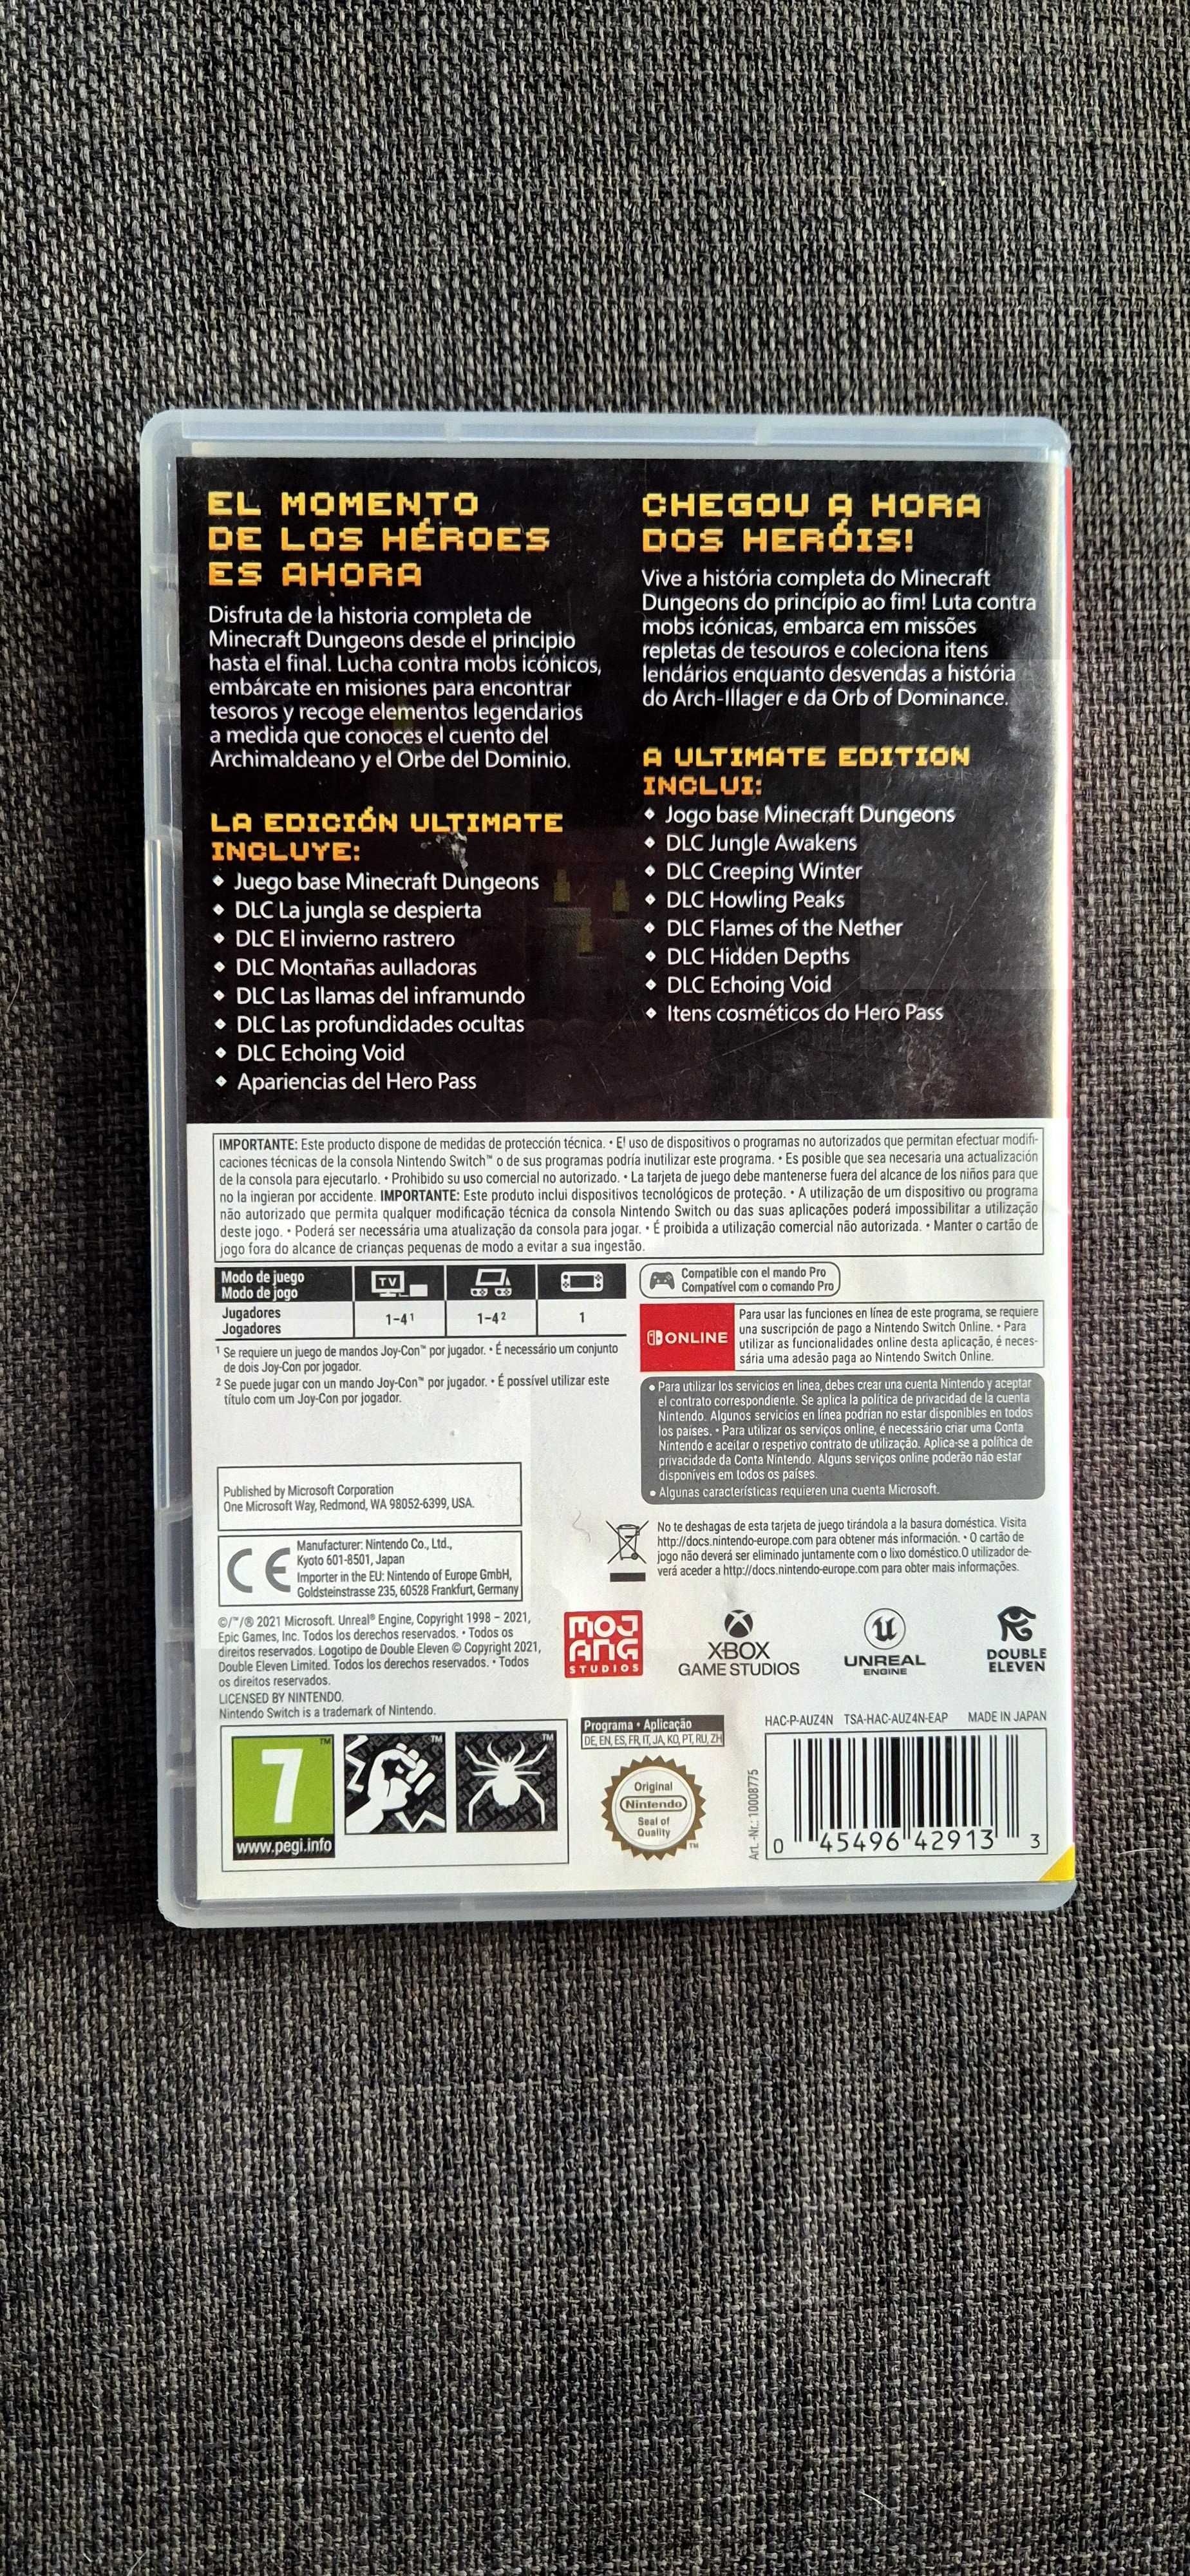 EL MOMENTO
DE LOS HÉROES
ES AHORA
Disfruta de la historia completa de
Minecraft Dungeons desde el principio
hasta el final. Lucha contra mobs icónicos,
embárcate en misiones para encontrar
tesoros y recoge elementos legendarios
a medida que conoces el cuento del
Archimaldeano y el Orbe del Dominio.
LA EDICIÓN ULTIMATE
INCLUYE:
❖ Juego base Minecraft Dungeons
❖ DLC La jungla se despierta
❖ DLC El invierno rastrero
❖ DLC Montañas aulladoras
❖ DLC Las llamas del inframundo
❖ DLC Las profundidades ocultas
❖ DLC Echoing Void
❖ Apariencias del Hero Pass
CHEGOU A HORA
DOS HERÓIS!
Vive a história completa do Minecraft
Dungeons do princípio ao fim! Luta contra
mobs icónicas, embarca em missões
repletas de tesouros e coleciona itens
lendários enquanto desvendas a história
do Arch-Illager e da Orb of Dominance.
A ULTIMATE EDITION
INCLUI:
❖ Jogo base Minecraft Dungeons
❖ DLC Jungle Awakens
❖ DLC Creeping Winter
❖ DLC Howling Peaks
❖ DLC Flames of the Nether
❖ DLC Hidden Depths
❖ DLC Echoing Void
❖ Itens cosméticos do Hero Pass
IMPORTANTE: Este producto dispone de medidas de protección técnica. • El uso de dispositivos o programas no autorizados que permitan efectuar modifi-
caciones técnicas de la consola Nintendo Switch™ o de sus programas podría inutilizar este programa. • Es posible que sea necesaria una actualización
de la consola para ejecutarlo. • Prohibido su uso comercial no autorizado. • La tarjeta de juego debe mantenerse fuera del alcance de los niños para que
no la ingieran por accidente. IMPORTANTE: Este produto inclui dispositivos tecnológicos de proteção. • A utilização de um dispositivo ou programa
não autorizado que permita qualquer modificação técnica da consola Nintendo Switch ou das suas aplicações poderá impossibilitar a utilização
deste jogo. • Poderá ser necessária uma atualização da consola para jogar. • É proibida a utilização comercial não autorizada. • Manter o cartão de
jogo fora do alcance de crianças pequenas de modo a evitar a sua ingestão.
Modo de juego
Modo de jogo
TV
Jugadores
Jogadores
1-4¹
1-4²
1
¹ Se requiere un juego de mandos Joy-Con™ por jugador. • É necessário um conjunto
de dois Joy-Con por jogador.
² Se puede jugar con un mando Joy-Con™ por jugador. • É possível utilizar este
título com um Joy-Con por jogador.
Compatible con el mando Pro
Compatível com o comando Pro
ONLINE
Para usar las funciones en línea de este programa, se requiere
una suscripción de pago a Nintendo Switch Online. • Para
utilizar as funcionalidades online desta aplicação, é neces-
sária uma adesão paga ao Nintendo Switch Online.
• Para utilizar los servicios en línea, debes crear una cuenta Nintendo y aceptar
el contrato correspondiente. Se aplica la política de privacidad de la cuenta
Nintendo. Algunos servicios en línea podrían no estar disponibles en todos
los países. • Para utilizar os serviços online, é necessário criar uma Conta
Nintendo e aceitar o respetivo contrato de utilização. Aplica-se a política de
privacidade da Conta Nintendo. Alguns serviços online poderão não estar
disponíveis em todos os países.
• Algunas características requieren una cuenta Microsoft.
Published by Microsoft Corporation
One Microsoft Way, Redmond, WA 98052-6399, USA.
CE
Manufacturer: Nintendo Co., Ltd.,
Kyoto 601-8501, Japan
Importer in the EU: Nintendo of Europe GmbH,
Goldsteinstrasse 235, 60528 Frankfurt, Germany
No te deshagas de esta tarjeta de juego tirándola a la basura doméstica. Visita
http://docs.nintendo-europe.com para obtener más información. • O cartão de
jogo não deverá ser eliminado juntamente com o lixo doméstico.O utilizador de-
verá aceder a http://docs.nintendo-europe.com para obter mais informações.
©/™/® 2021 Microsoft. Unreal® Engine, Copyright 1998 – 2021,
Epic Games, Inc. Todos los derechos reservados. • Todos os
direitos reservados. Logotipo de Double Eleven © Copyright 2021,
Double Eleven Limited. Todos los derechos reservados. • Todos
os direitos reservados.
LICENSED BY NINTENDO.
Nintendo Switch is a trademark of Nintendo.
MOJANG
STUDIOS
XBOX
GAME STUDIOS
UNREAL
ENGINE
DOUBLE
ELEVEN
7
www.pegi.info
Programa • Aplicação
DE, EN, ES, FR, IT, JA, KO, PT, RU, ZH
Original
Nintendo
Seal of
Quality
Art.-Nr.: 10008775
HAC-P-AUZ4N TSA-HAC-AUZ4N-EAP MADE IN JAPAN
0 45496 42913 3